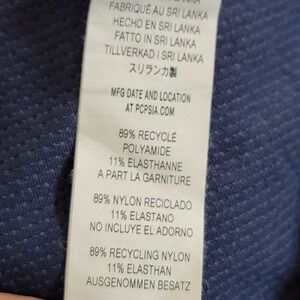 LANKA
FABRIQUÉ AU SRI LANKA
HECHO EN SRI LANKA
FATTO IN SRI LANKA
TILLVERKAD I SRI LANKA
スリランカ製
MFG DATE AND LOCATION
AT PCPSIA.COM
89% RECYCLÉ
POLYAMIDE
11% ELASTHANNE
A PART LA GARNITURE
89% NYLON RECICLADO
11% ELASTANO
NO INCLUYE EL ADORNO
89% RECYCLING NYLON
11% ELASTHAN
AUSGENOMMEN BESATZ